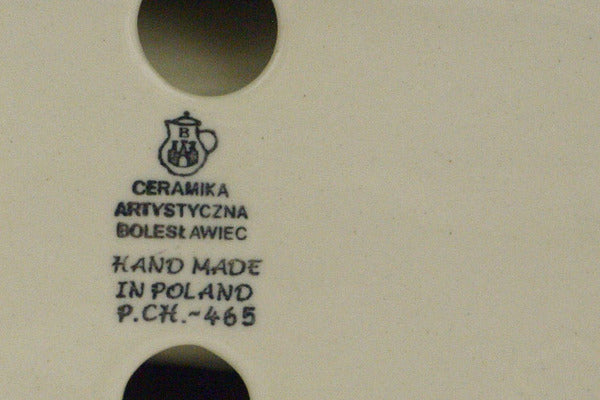 B
CERAMIKA
ARTYSTYCZNA
BOLESŁAWIEC
HAND MADE
IN POLAND
P.CH.~465